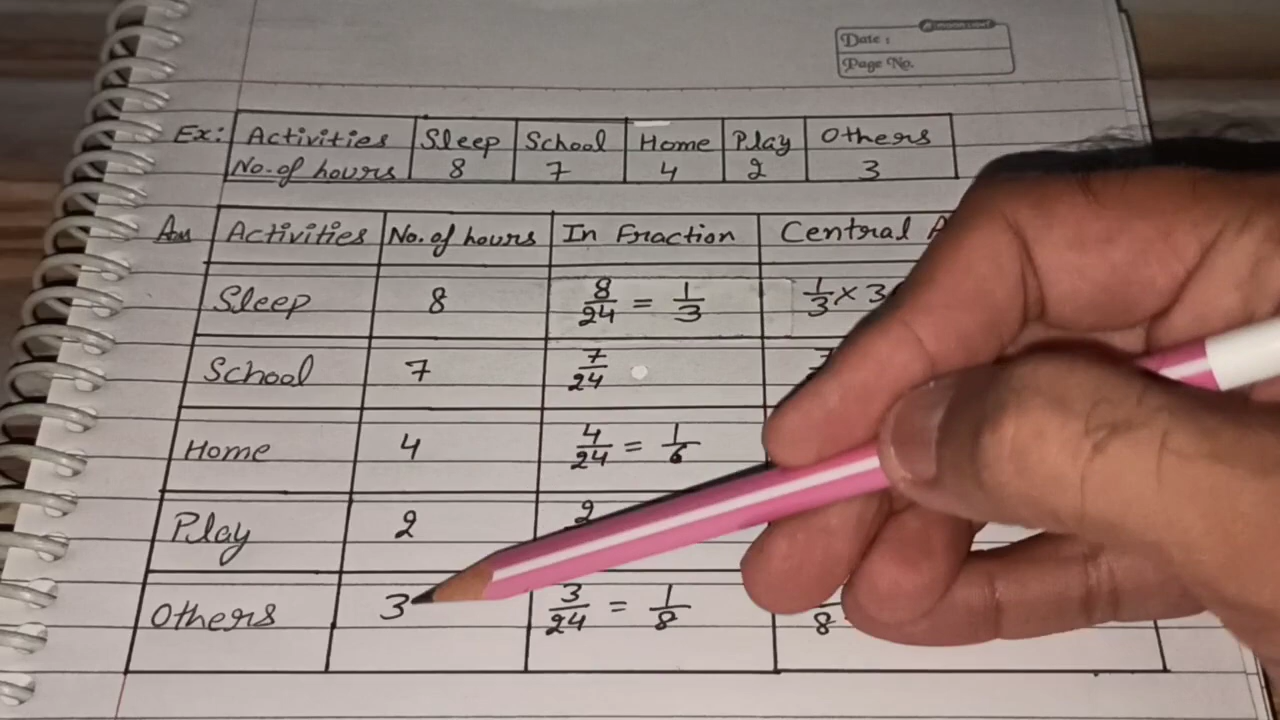 Date :
Page No.
Ex: Activities Sleep School Home Play Others
No. of hours 8 7 4 2 3
Ans Activities No. of hours In Fraction Central
Sleep 8 8/24 = 1/3 1/3 × 3
School 7 7/24
Home 4 4/24 = 1/6
Play 2 2
Others 3 3/24 = 1/8 8